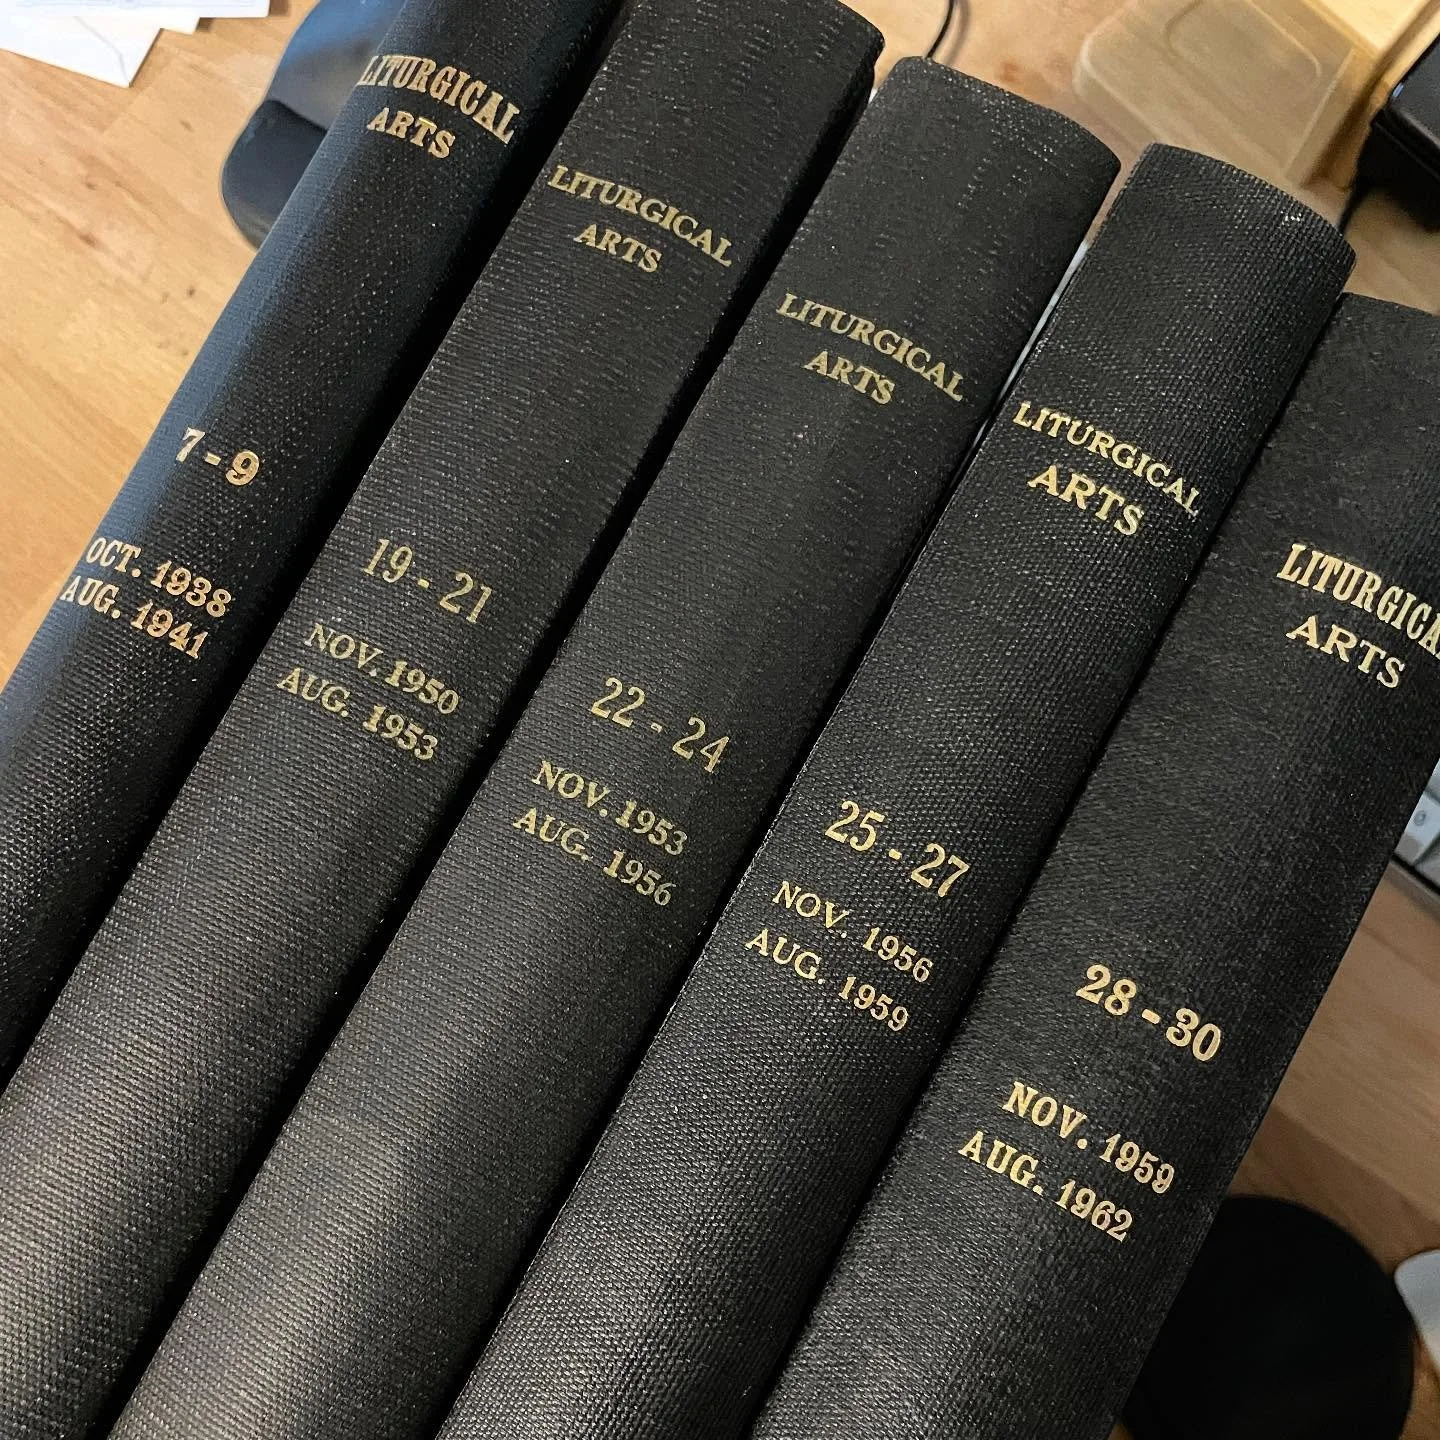 LITURGICAL
ARTS
7-9
OCT. 1938
AUG. 1941
LITURGICAL
ARTS
19-21
NOV. 1950
AUG. 1953
LITURGICAL
ARTS
22-24
NOV. 1953
AUG. 1956
LITURGICAL
ARTS
25-27
NOV. 1956
AUG. 1959
LITURGICAL
ARTS
28-30
NOV. 1959
AUG. 1962